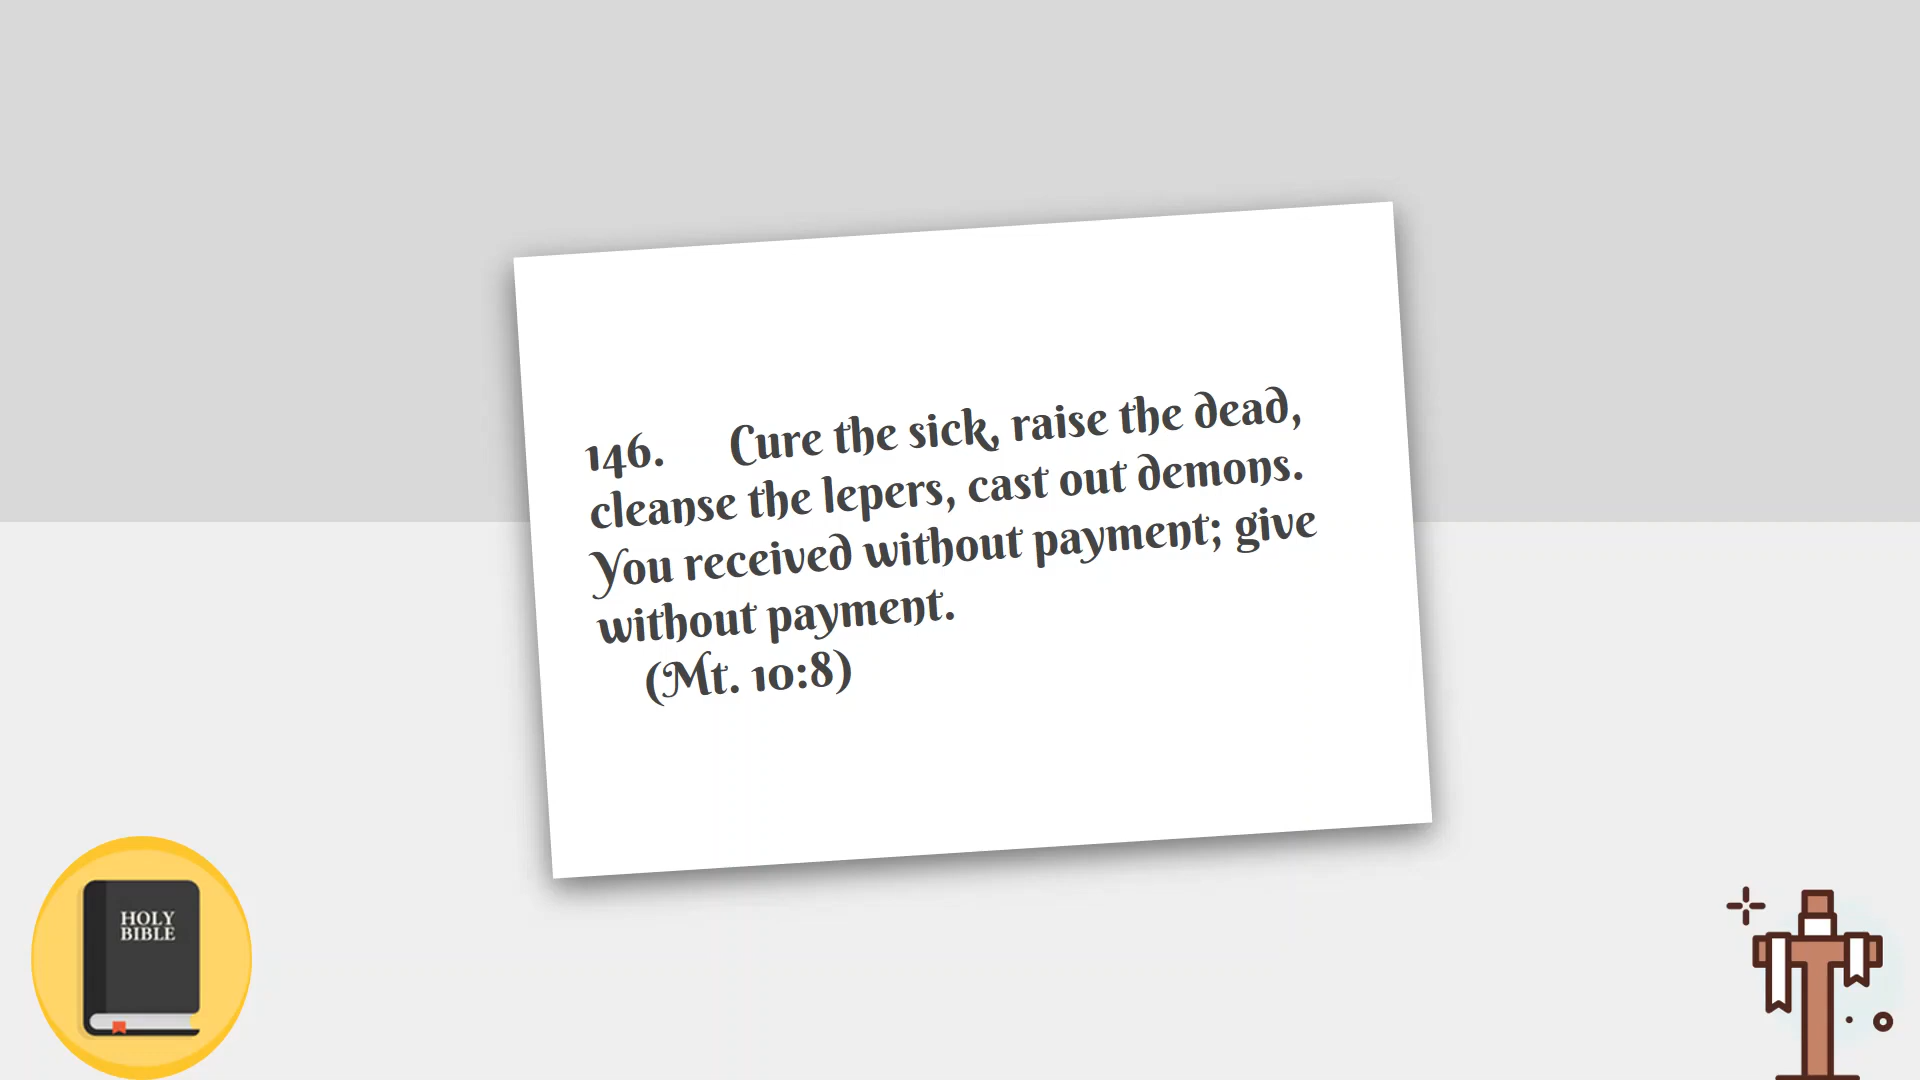 146. Cure the sick, raise the dead,
cleanse the lepers, cast out demons.
You received without payment; give
without payment.
(Mt. 10:8)
HOLY
BIBLE